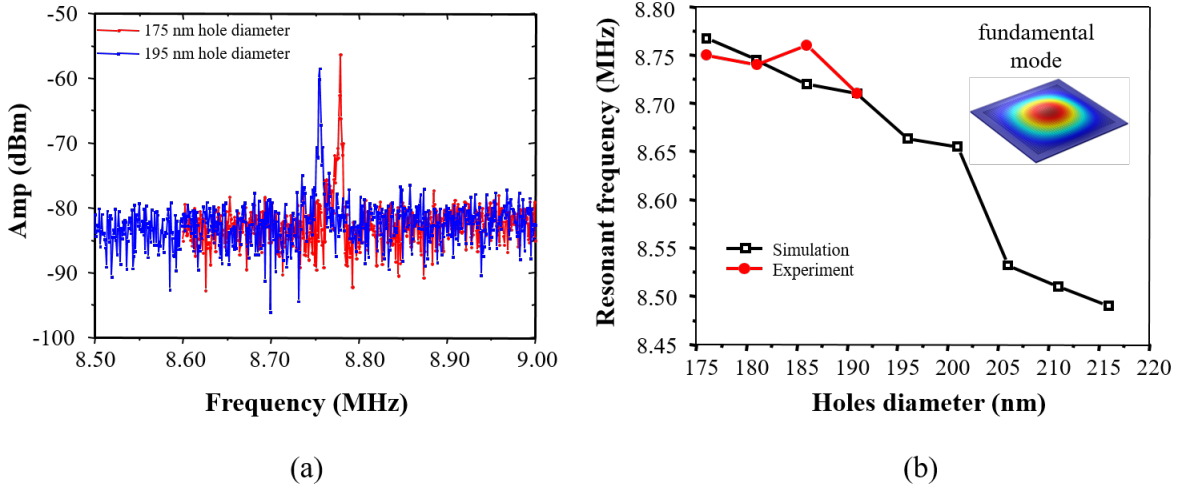 -50
-60
-70
-80
-90
-100
8.50
8.60
8.70
8.80
8.90
9.00
Amp (dBm)
Frequency (MHz)
175 nm hole diameter
195 nm hole diameter
(a)
8.80
8.75
8.70
8.65
8.60
8.55
8.50
8.45
175
180
185
190
195
200
205
210
215
220
Resonant frequency (MHz)
Holes diameter (nm)
fundamental
mode
Simulation
Experiment
(b)